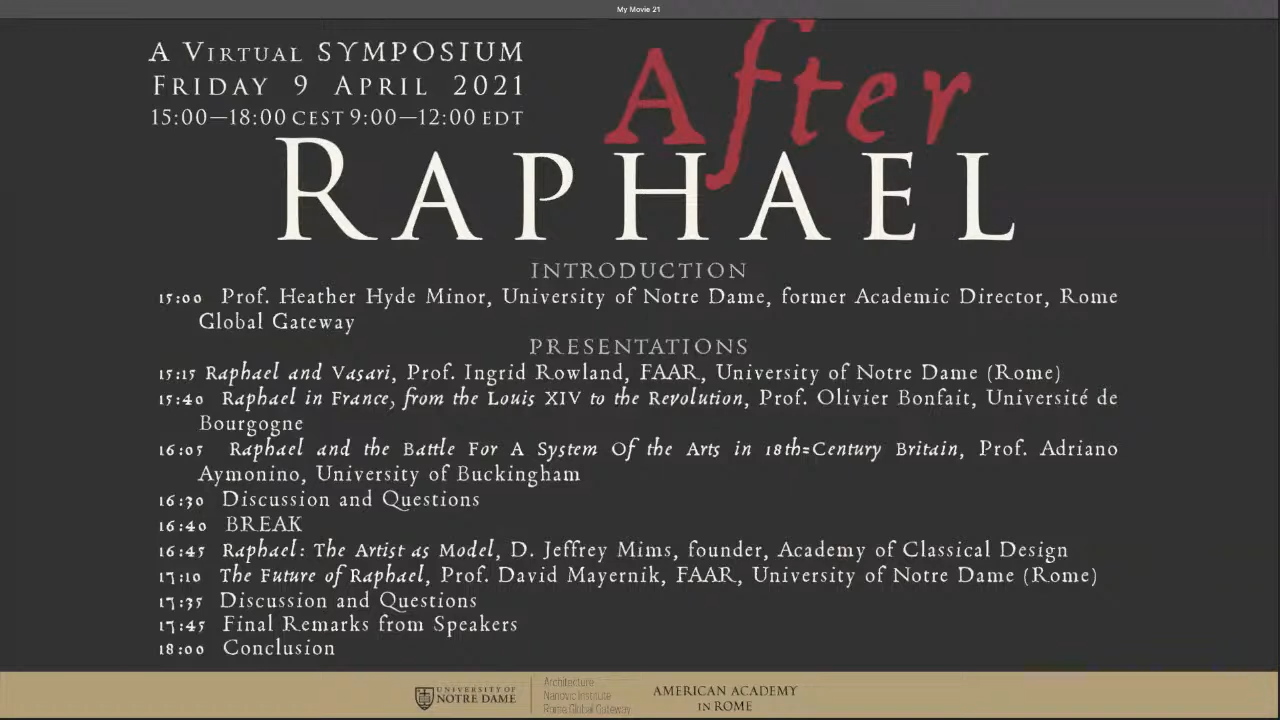 My Movie 21
A Virtual SYMPOSIUM
Friday 9 April 2021
15:00—18:00 CEST 9:00—12:00 EDT
After
RAPHAEL
INTRODUCTION
15:00 Prof. Heather Hyde Minor, University of Notre Dame, former Academic Director, Rome
Global Gateway
PRESENTATIONS
15:15 Raphael and Vasari, Prof. Ingrid Rowland, FAAR, University of Notre Dame (Rome)
15:40 Raphael in France, from the Louis XIV to the Revolution, Prof. Olivier Bonfait, Université de
Bourgogne
16:05 Raphael and the Battle For A System Of the Arts in 18th=Century Britain, Prof. Adriano
Aymonino, University of Buckingham
16:30 Discussion and Questions
16:40 BREAK
16:45 Raphael: The Artist as Model, D. Jeffrey Mims, founder, Academy of Classical Design
17:10 The Future of Raphael, Prof. David Mayernik, FAAR, University of Notre Dame (Rome)
17:35 Discussion and Questions
17:45 Final Remarks from Speakers
18:00 Conclusion
UNIVERSITY OF
NOTRE DAME
Architecture
Nanovic Institute
Rome Global Gateway
AMERICAN ACADEMY
IN ROME